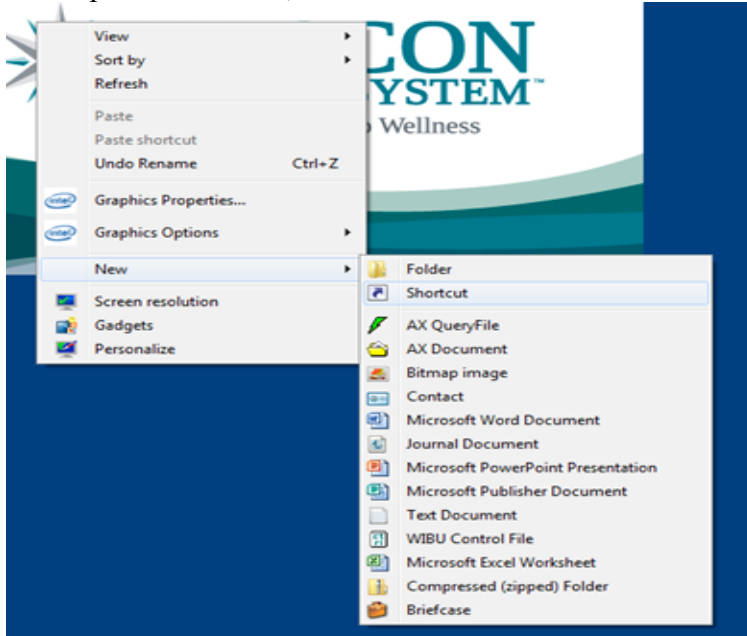 View
Sort by
Refresh
Paste
Paste shortcut
Undo Rename Ctrl+Z
Graphics Properties...
Graphics Options
New
Screen resolution
Gadgets
Personalize
CON
YSTEM™
Wellness
Folder
Shortcut
AX QueryFile
AX Document
Bitmap image
Contact
Microsoft Word Document
Journal Document
Microsoft PowerPoint Presentation
Microsoft Publisher Document
Text Document
WIBU Control File
Microsoft Excel Worksheet
Compressed (zipped) Folder
Briefcase